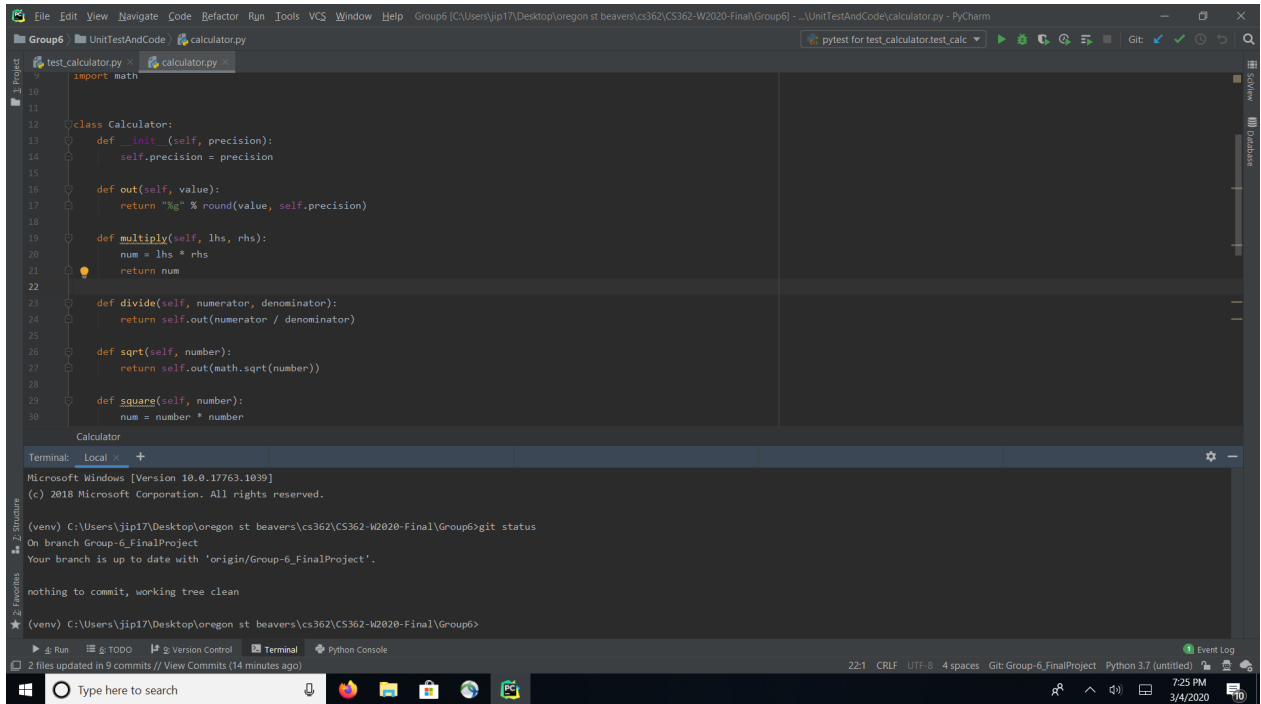 File Edit View Navigate Code Refactor Run Tools VCS Window Help Group6 [C:\Users\jip17\Desktop\oregon st beavers\cs362\CS362-W2020-Final\Group6] - ...\UnitTestAndCode\calculator.py - PyCharm
Group6 UnitTestAndCode calculator.py pytest for test_calculator.test_calc Git:
1: Project
test_calculator.py calculator.py
SciView
Database
9 import math
10
11
12 class Calculator:
13 def __init__(self, precision):
14 self.precision = precision
15
16 def out(self, value):
17 return "%g" % round(value, self.precision)
18
19 def multiply(self, lhs, rhs):
20 num = lhs * rhs
21 return num
22
23 def divide(self, numerator, denominator):
24 return self.out(numerator / denominator)
25
26 def sqrt(self, number):
27 return self.out(math.sqrt(number))
28
29 def square(self, number):
30 num = number * number
Calculator
Terminal: Local +
Microsoft Windows [Version 10.0.17763.1039]
(c) 2018 Microsoft Corporation. All rights reserved.
(venv) C:\Users\jip17\Desktop\oregon st beavers\cs362\CS362-W2020-Final\Group6>git status
On branch Group-6_FinalProject
Your branch is up to date with 'origin/Group-6_FinalProject'.
nothing to commit, working tree clean
(venv) C:\Users\jip17\Desktop\oregon st beavers\cs362\CS362-W2020-Final\Group6>
Z: Structure
2: Favorites
4: Run 6: TODO 9: Version Control Terminal Python Console 1 Event Log
2 files updated in 9 commits // View Commits (14 minutes ago) 22:1 CRLF UTF-8 4 spaces Git: Group-6_FinalProject Python 3.7 (untitled)
Type here to search PC 7:25 PM
3/4/2020 10